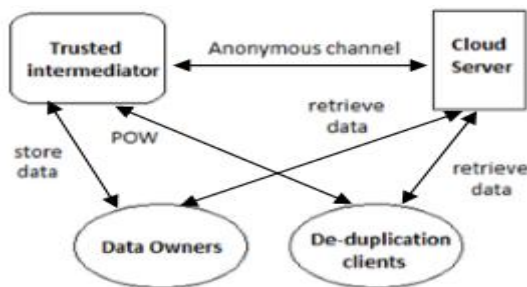 Trusted
intermediator
Anonymous channel
Cloud
Server
retrieve
data
POW
store
data
retrieve
data
Data Owners
De-duplication
clients